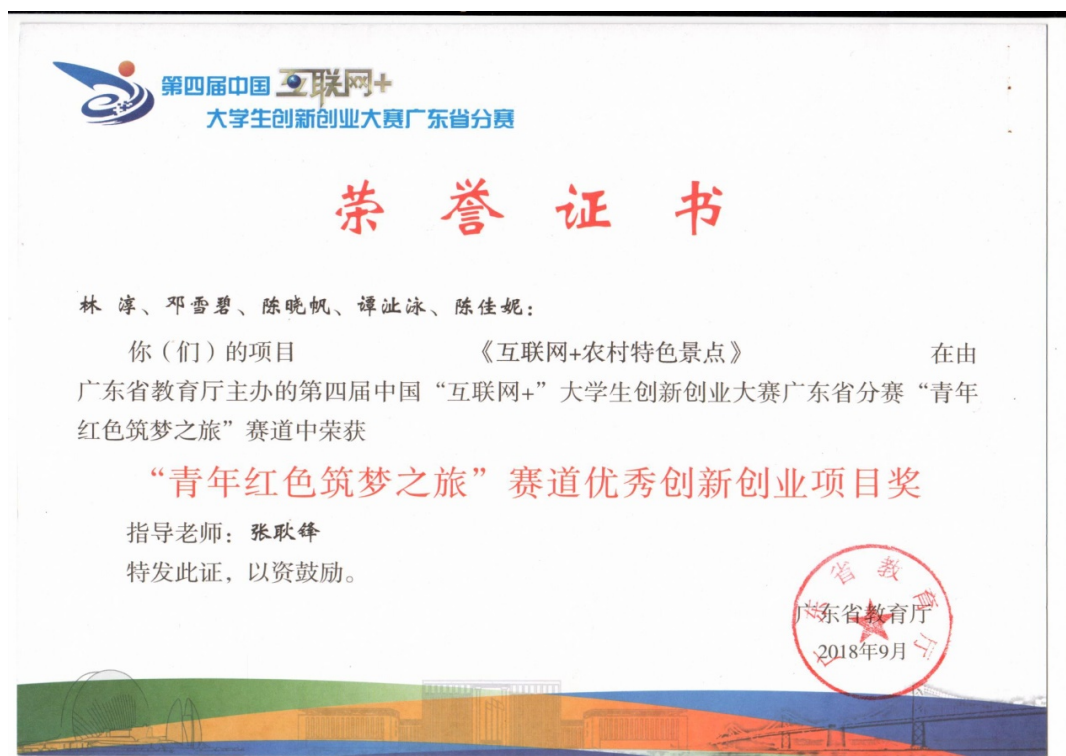 第四届中国 互联网+
大学生创新创业大赛广东省分赛
荣誉证书
林 淳、邓雪碧、陈晓帆、谭沚泳、陈佳妮：
你（们）的项目 《互联网+农村特色景点》 在由
广东省教育厅主办的第四届中国“互联网+”大学生创新创业大赛广东省分赛“青年
红色筑梦之旅”赛道中荣获
“青年红色筑梦之旅”赛道优秀创新创业项目奖
指导老师：张耿锋
特发此证，以资鼓励。
广东省教育厅
广东省教育厅
2018年9月